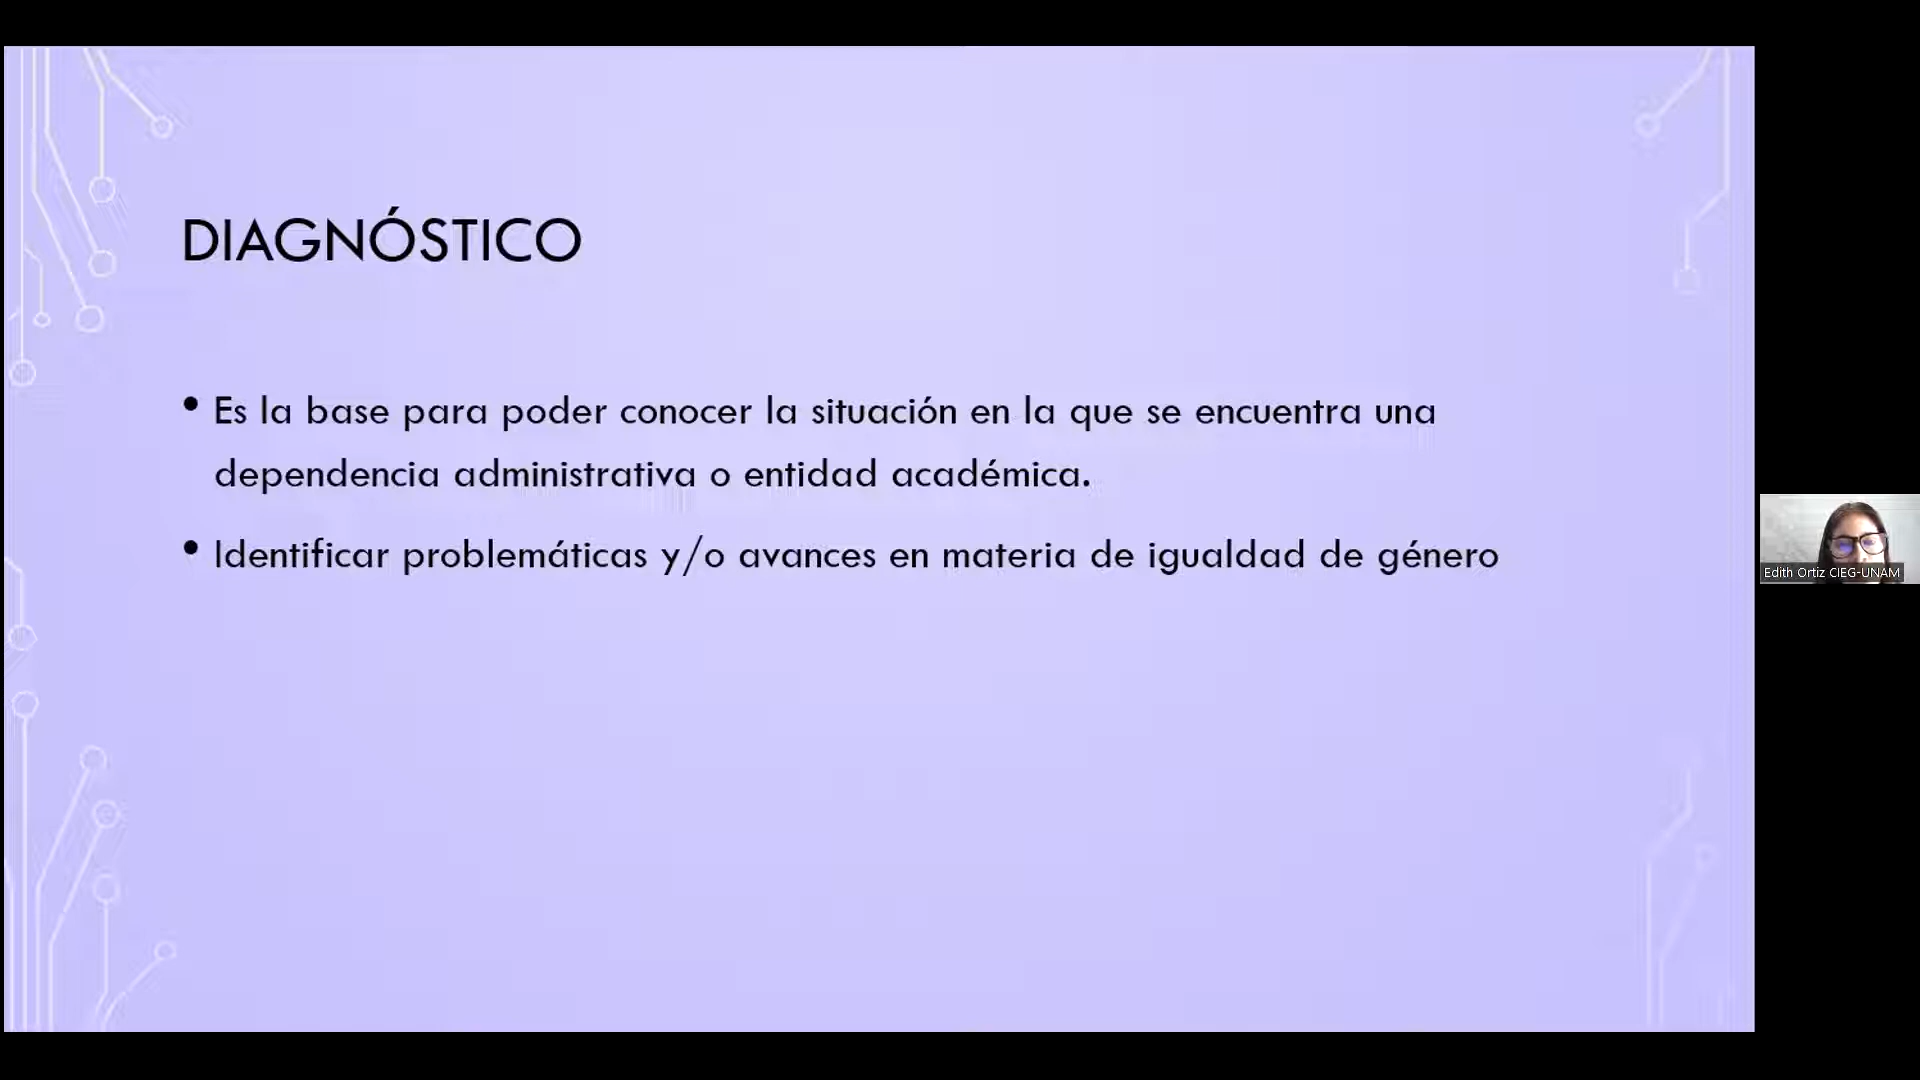 DIAGNÓSTICO
• Es la base para poder conocer la situación en la que se encuentra una
dependencia administrativa o entidad académica.
• Identificar problemáticas y/o avances en materia de igualdad de género
Edith Ortiz CIEG-UNAM